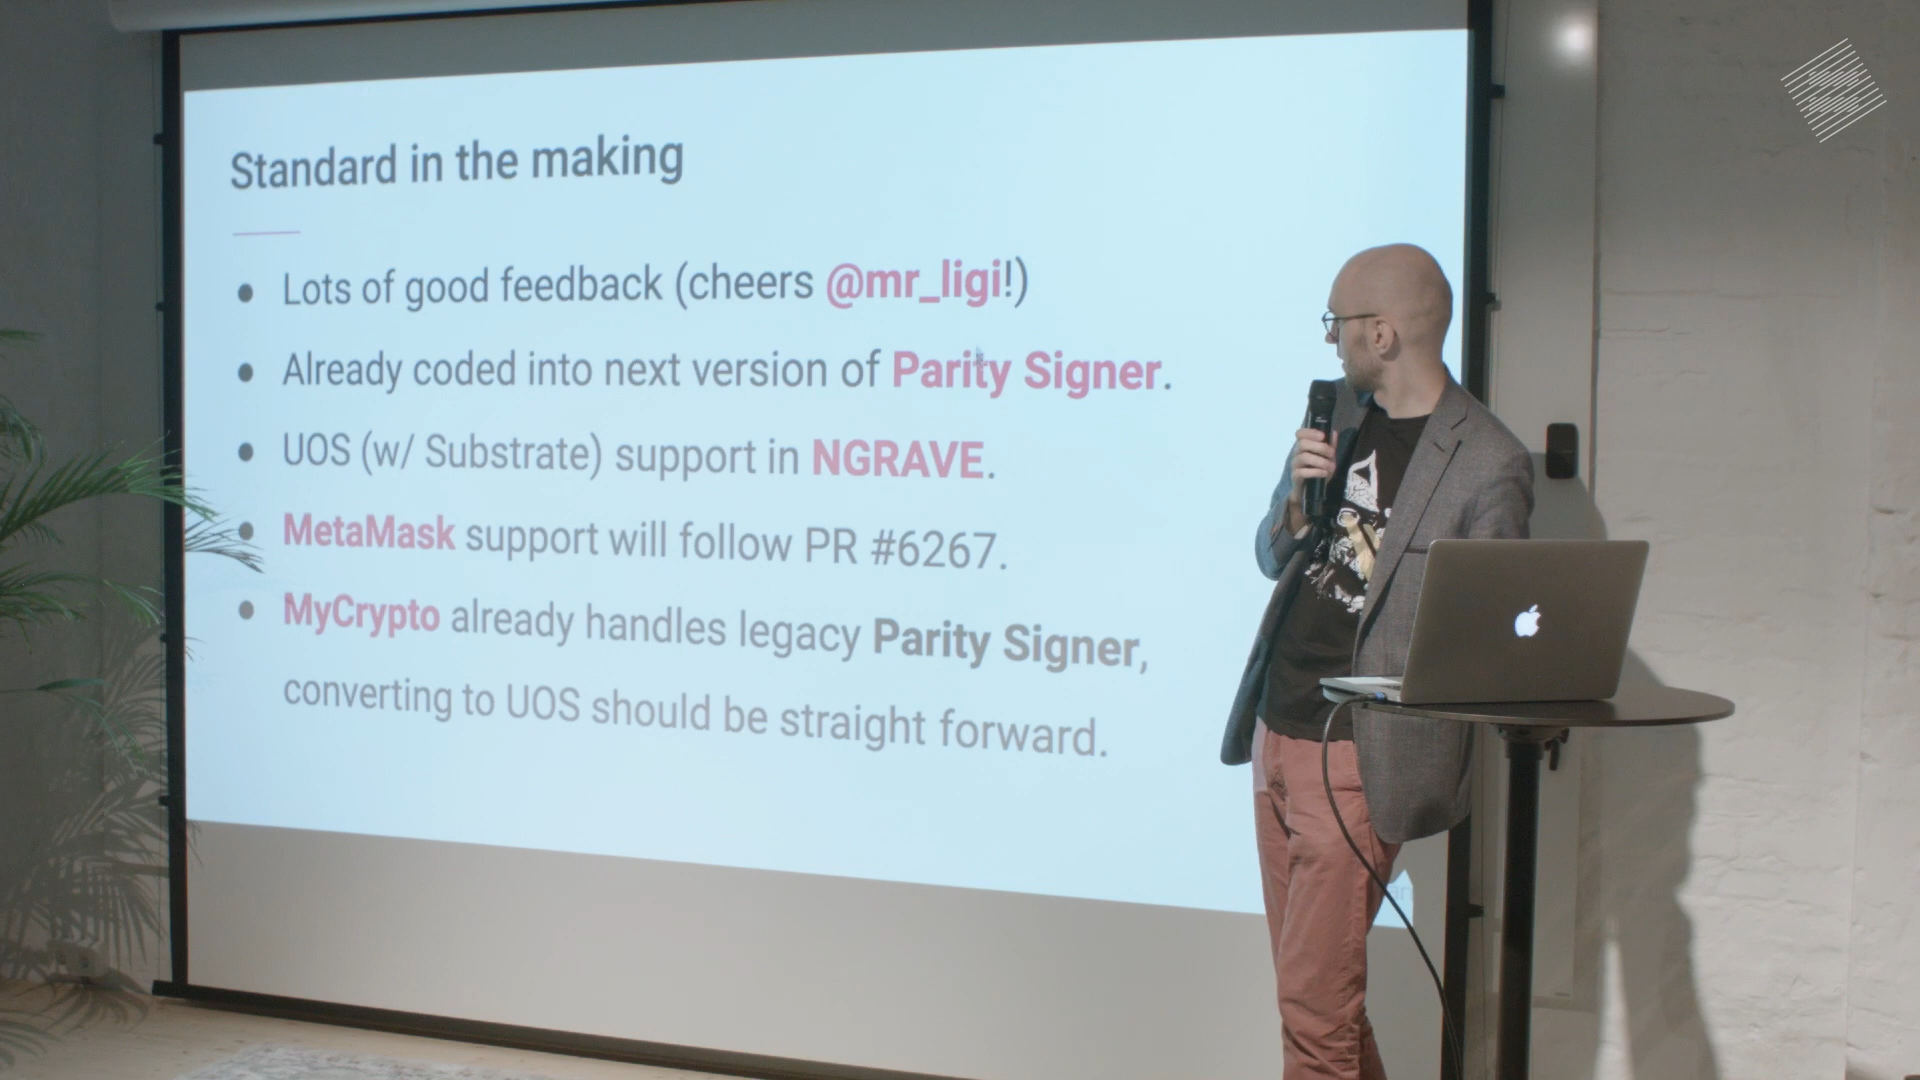 Standard in the making
● Lots of good feedback (cheers @mr_ligi!)
● Already coded into next version of Parity Signer.
● UOS (w/ Substrate) support in NGRAVE.
● MetaMask support will follow PR #6267.
● MyCrypto already handles legacy Parity Signer,
converting to UOS should be straight forward.